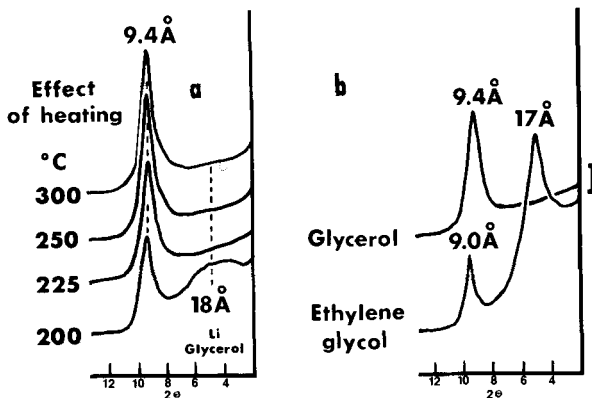 9.4Å
Effect
of heating
a
°C
300
250
225
200
18Å
Li
Glycerol
12 10 8 6 4
2θ
b
9.4Å
17Å
Glycerol
9.0Å
Ethylene
glycol
12 10 8 6 4
2θ